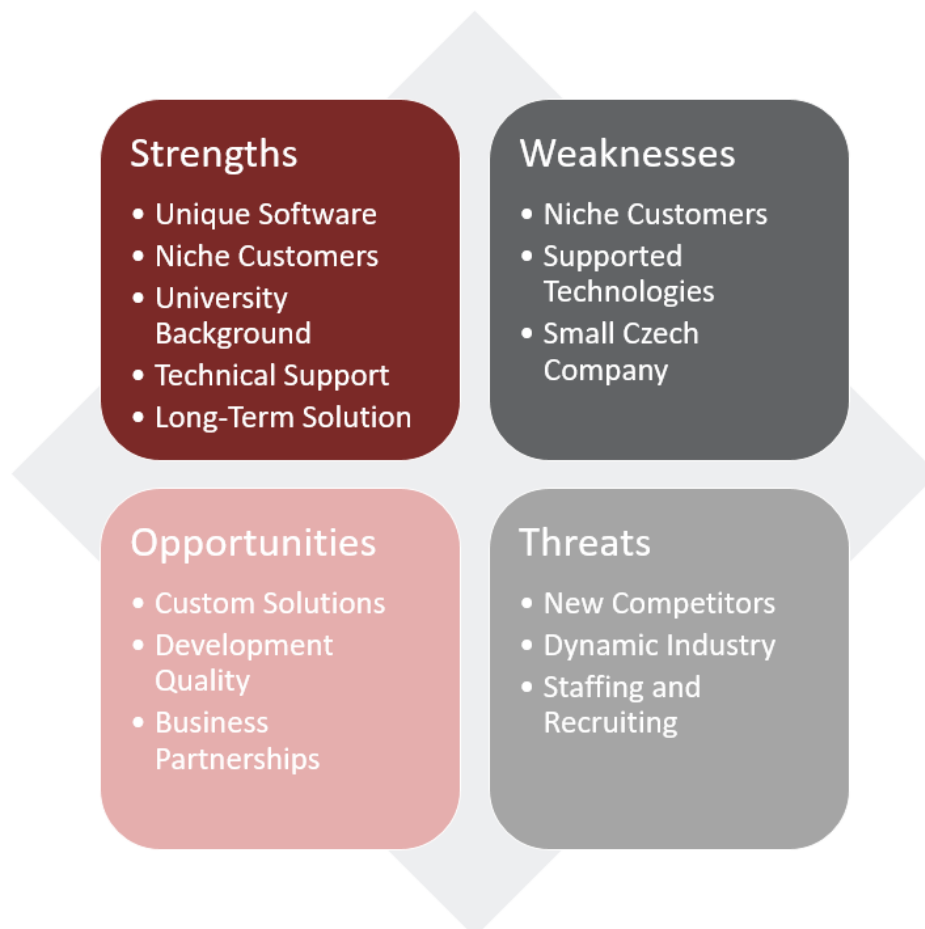 Strengths
• Unique Software
• Niche Customers
• University
Background
• Technical Support
• Long-Term Solution
Weaknesses
• Niche Customers
• Supported
Technologies
• Small Czech
Company
Opportunities
• Custom Solutions
• Development
Quality
• Business
Partnerships
Threats
• New Competitors
• Dynamic Industry
• Staffing and
Recruiting